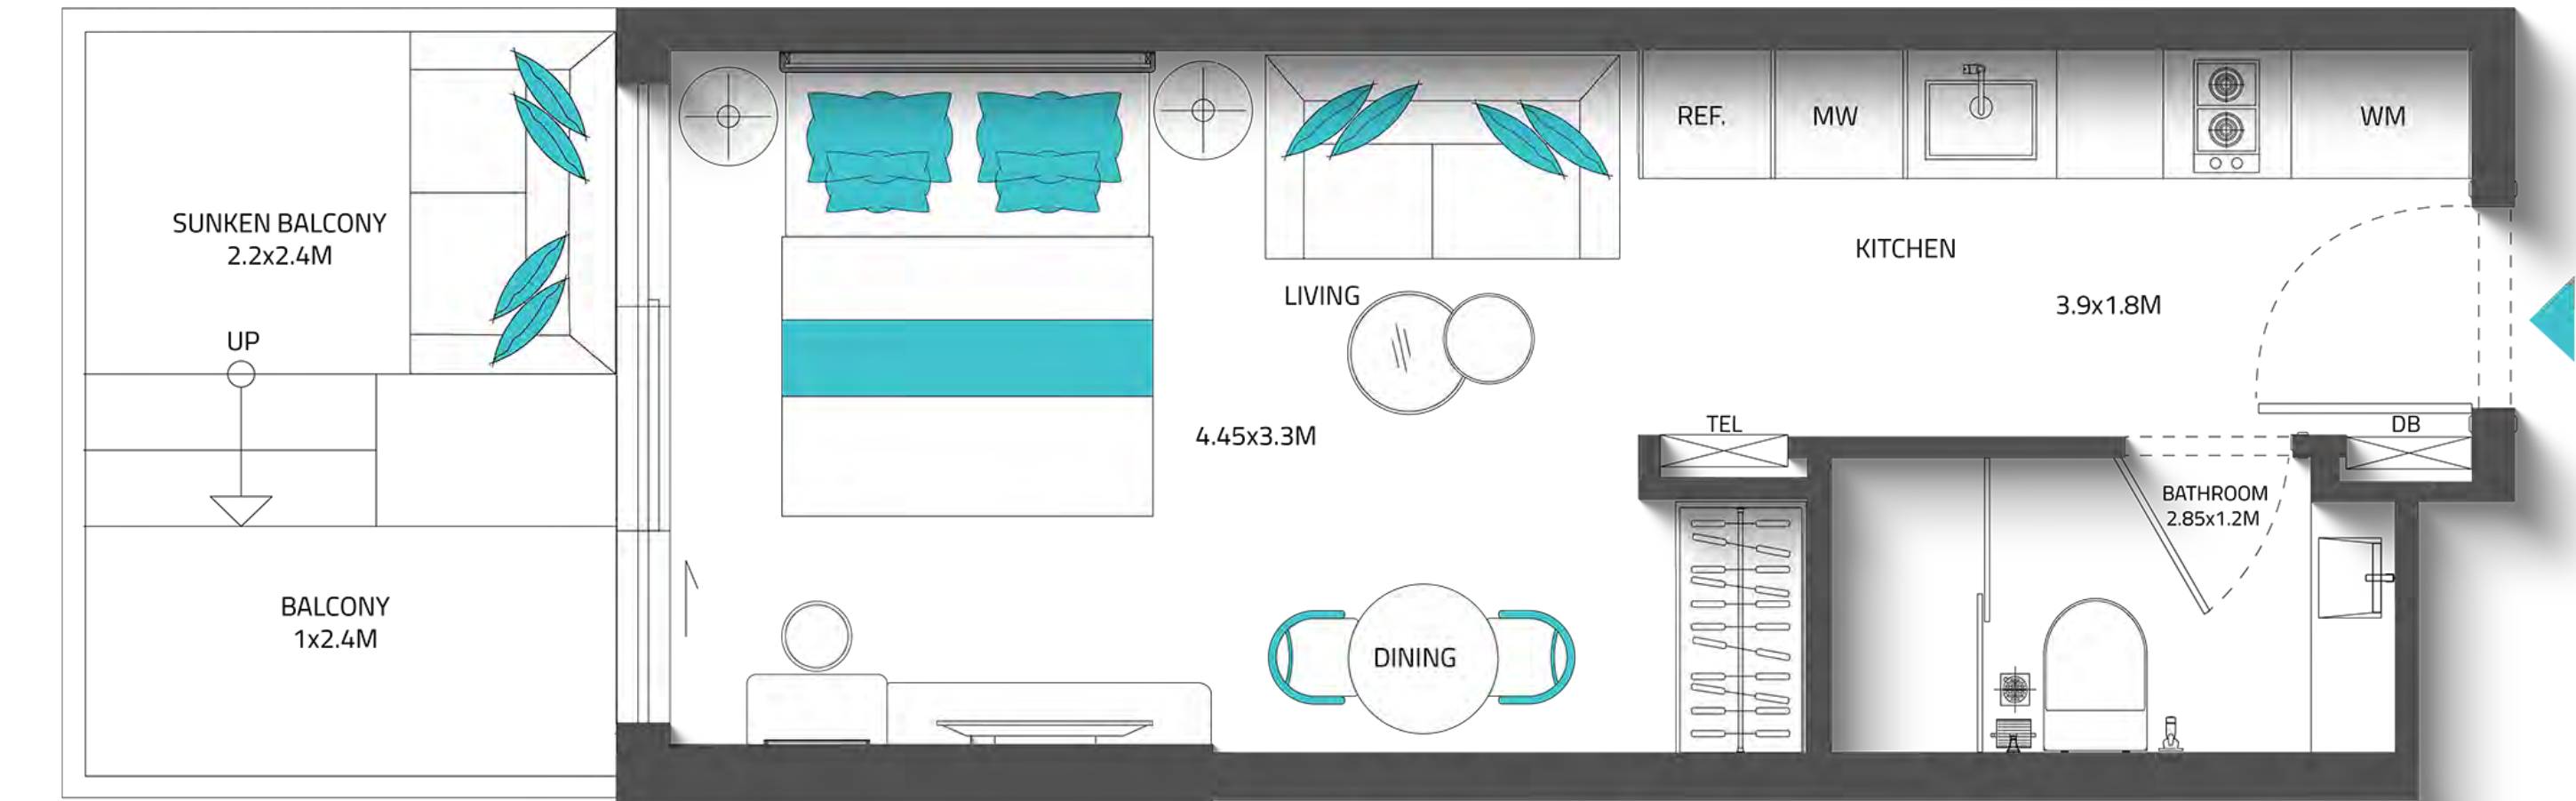 SUNKEN BALCONY
2.2x2.4M
UP
BALCONY
1x2.4M
LIVING
4.45x3.3M
DINING
REF.
MW
WM
KITCHEN
3.9x1.8M
TEL
DB
BATHROOM
2.85x1.2M